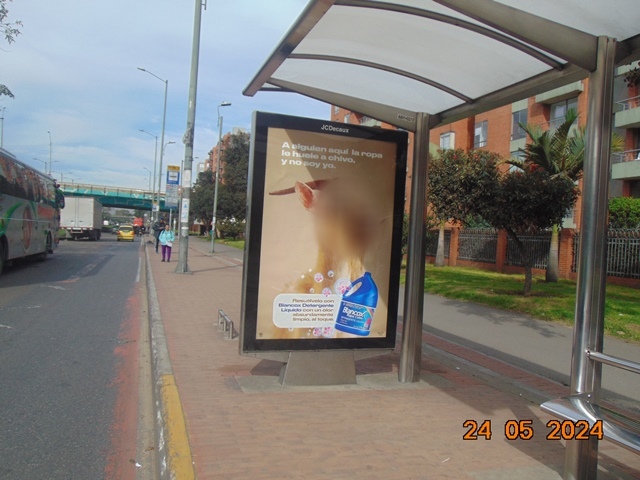 JCDecaux
A alguien aquí la ropa
le huele a chivo,
y no soy yo.
Resuélvelo con
Blancox Detergente
Líquido con un olor
absurdamente
limpio, al toque
Blancox
24 05 2024